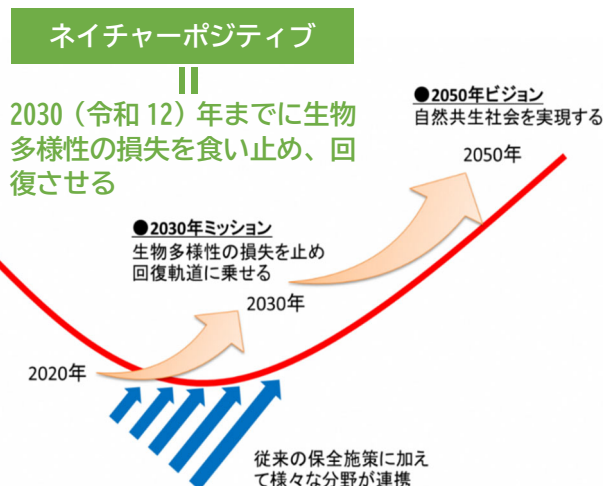 ネイチャーポジティブ
2030（令和 12）年までに生物
多様性の損失を食い止め、回
復させる
●2050年ビジョン
自然共生社会を実現する
2050年
●2030年ミッション
生物多様性の損失を止め
回復軌道に乗せる
2030年
2020年
従来の保全施策に加え
て様々な分野が連携